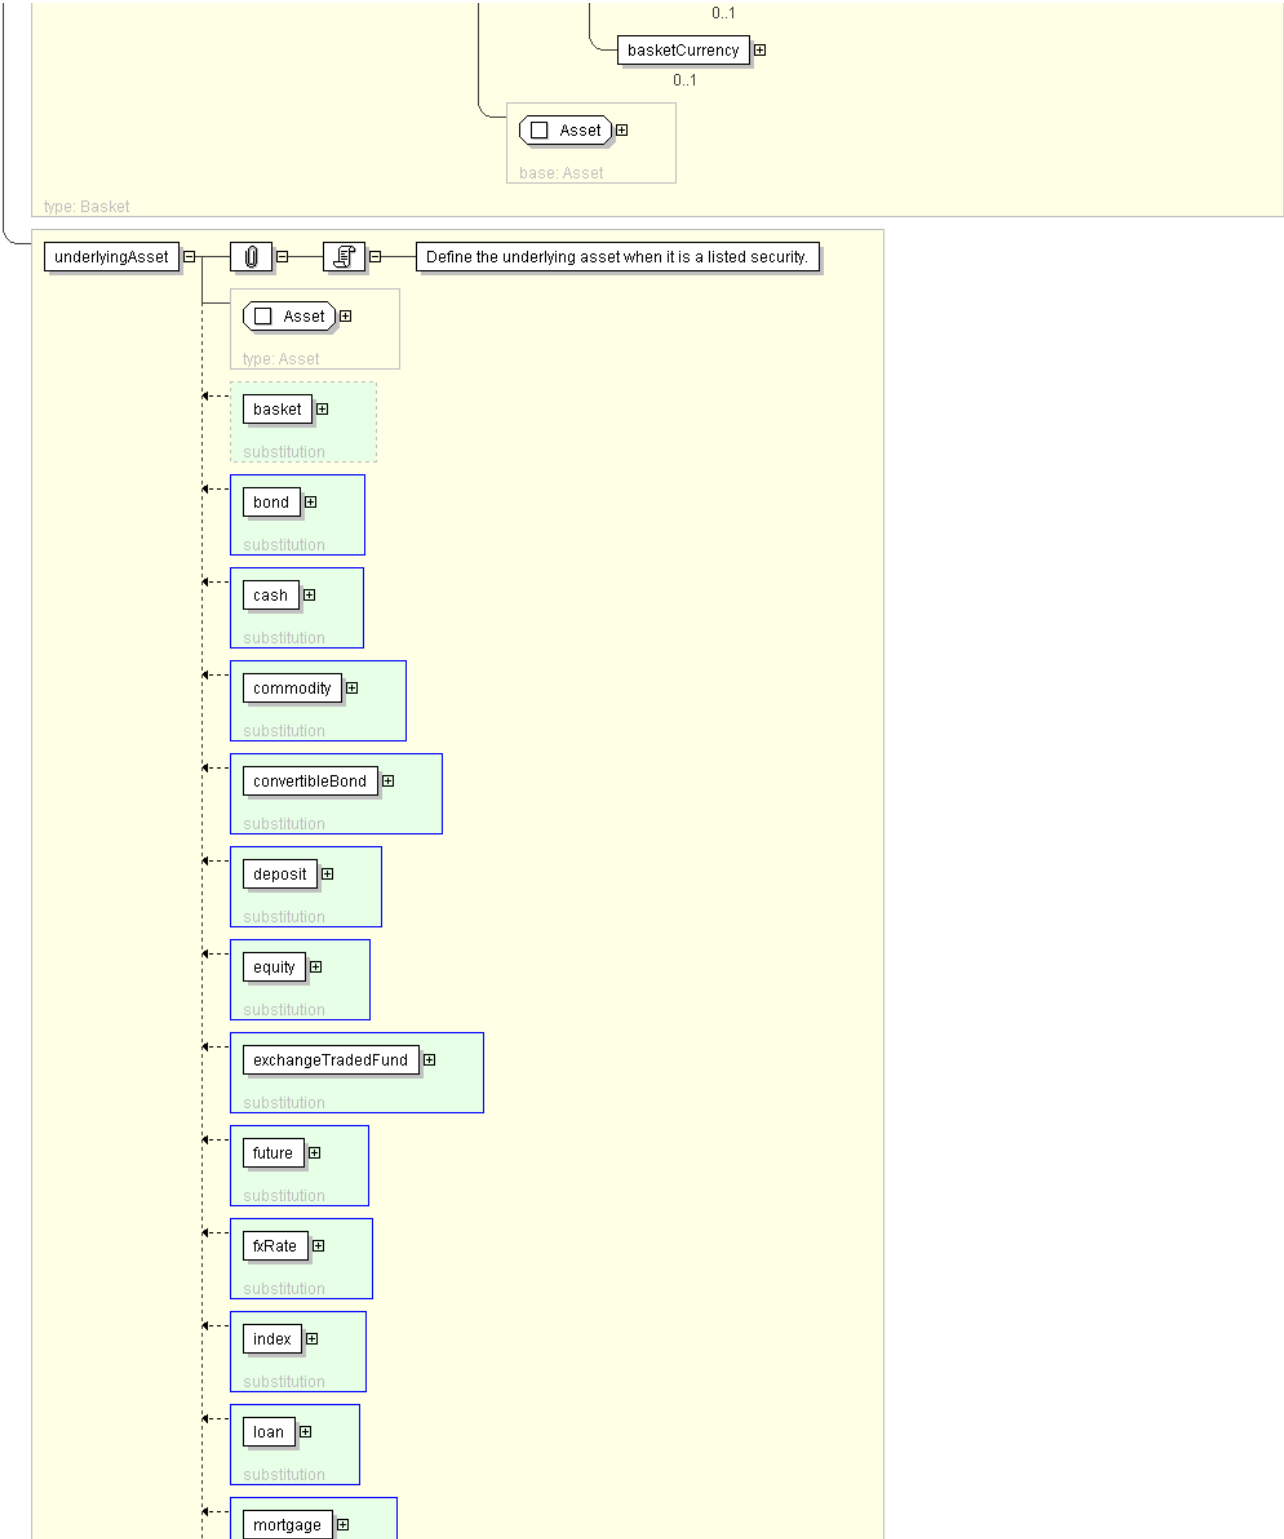 0..1
basketCurrency
0..1
Asset
base: Asset
type: Basket
underlyingAsset
Define the underlying asset when it is a listed security.
Asset
type: Asset
basket
substitution
bond
substitution
cash
substitution
commodity
substitution
convertibleBond
substitution
deposit
substitution
equity
substitution
exchangeTradedFund
substitution
future
substitution
fxRate
substitution
index
substitution
loan
substitution
mortgage